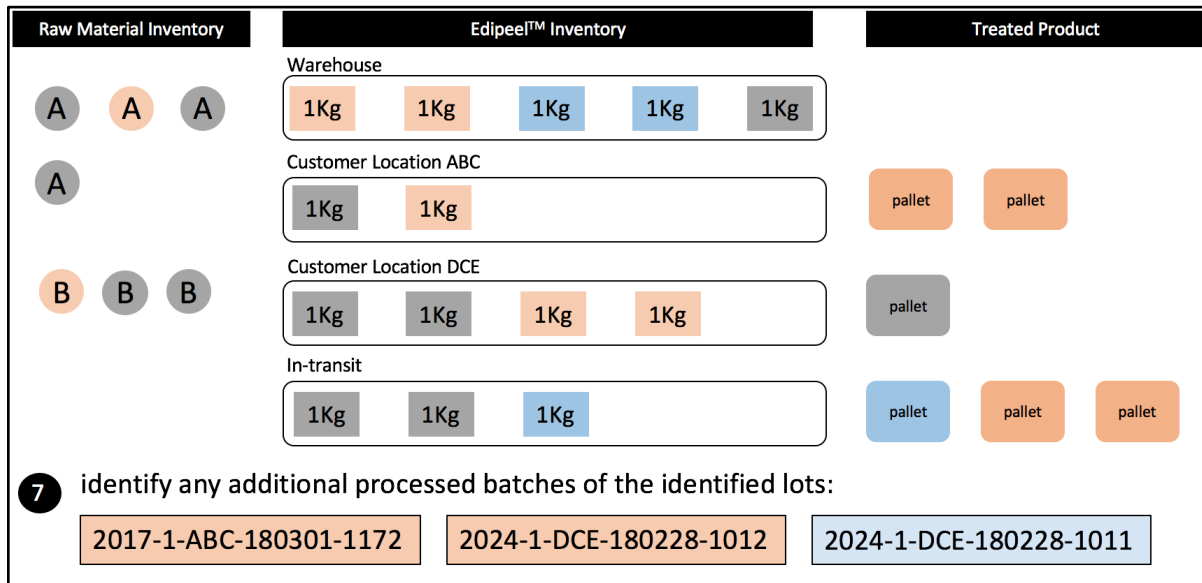 Raw Material Inventory
Edipeel™ Inventory
Treated Product
Warehouse
A A A
1Kg 1Kg 1Kg 1Kg 1Kg
Customer Location ABC
A
1Kg 1Kg
pallet pallet
Customer Location DCE
B B B
1Kg 1Kg 1Kg 1Kg
pallet
In-transit
1Kg 1Kg 1Kg
pallet pallet pallet
7 identify any additional processed batches of the identified lots:
2017-1-ABC-180301-1172 2024-1-DCE-180228-1012 2024-1-DCE-180228-1011